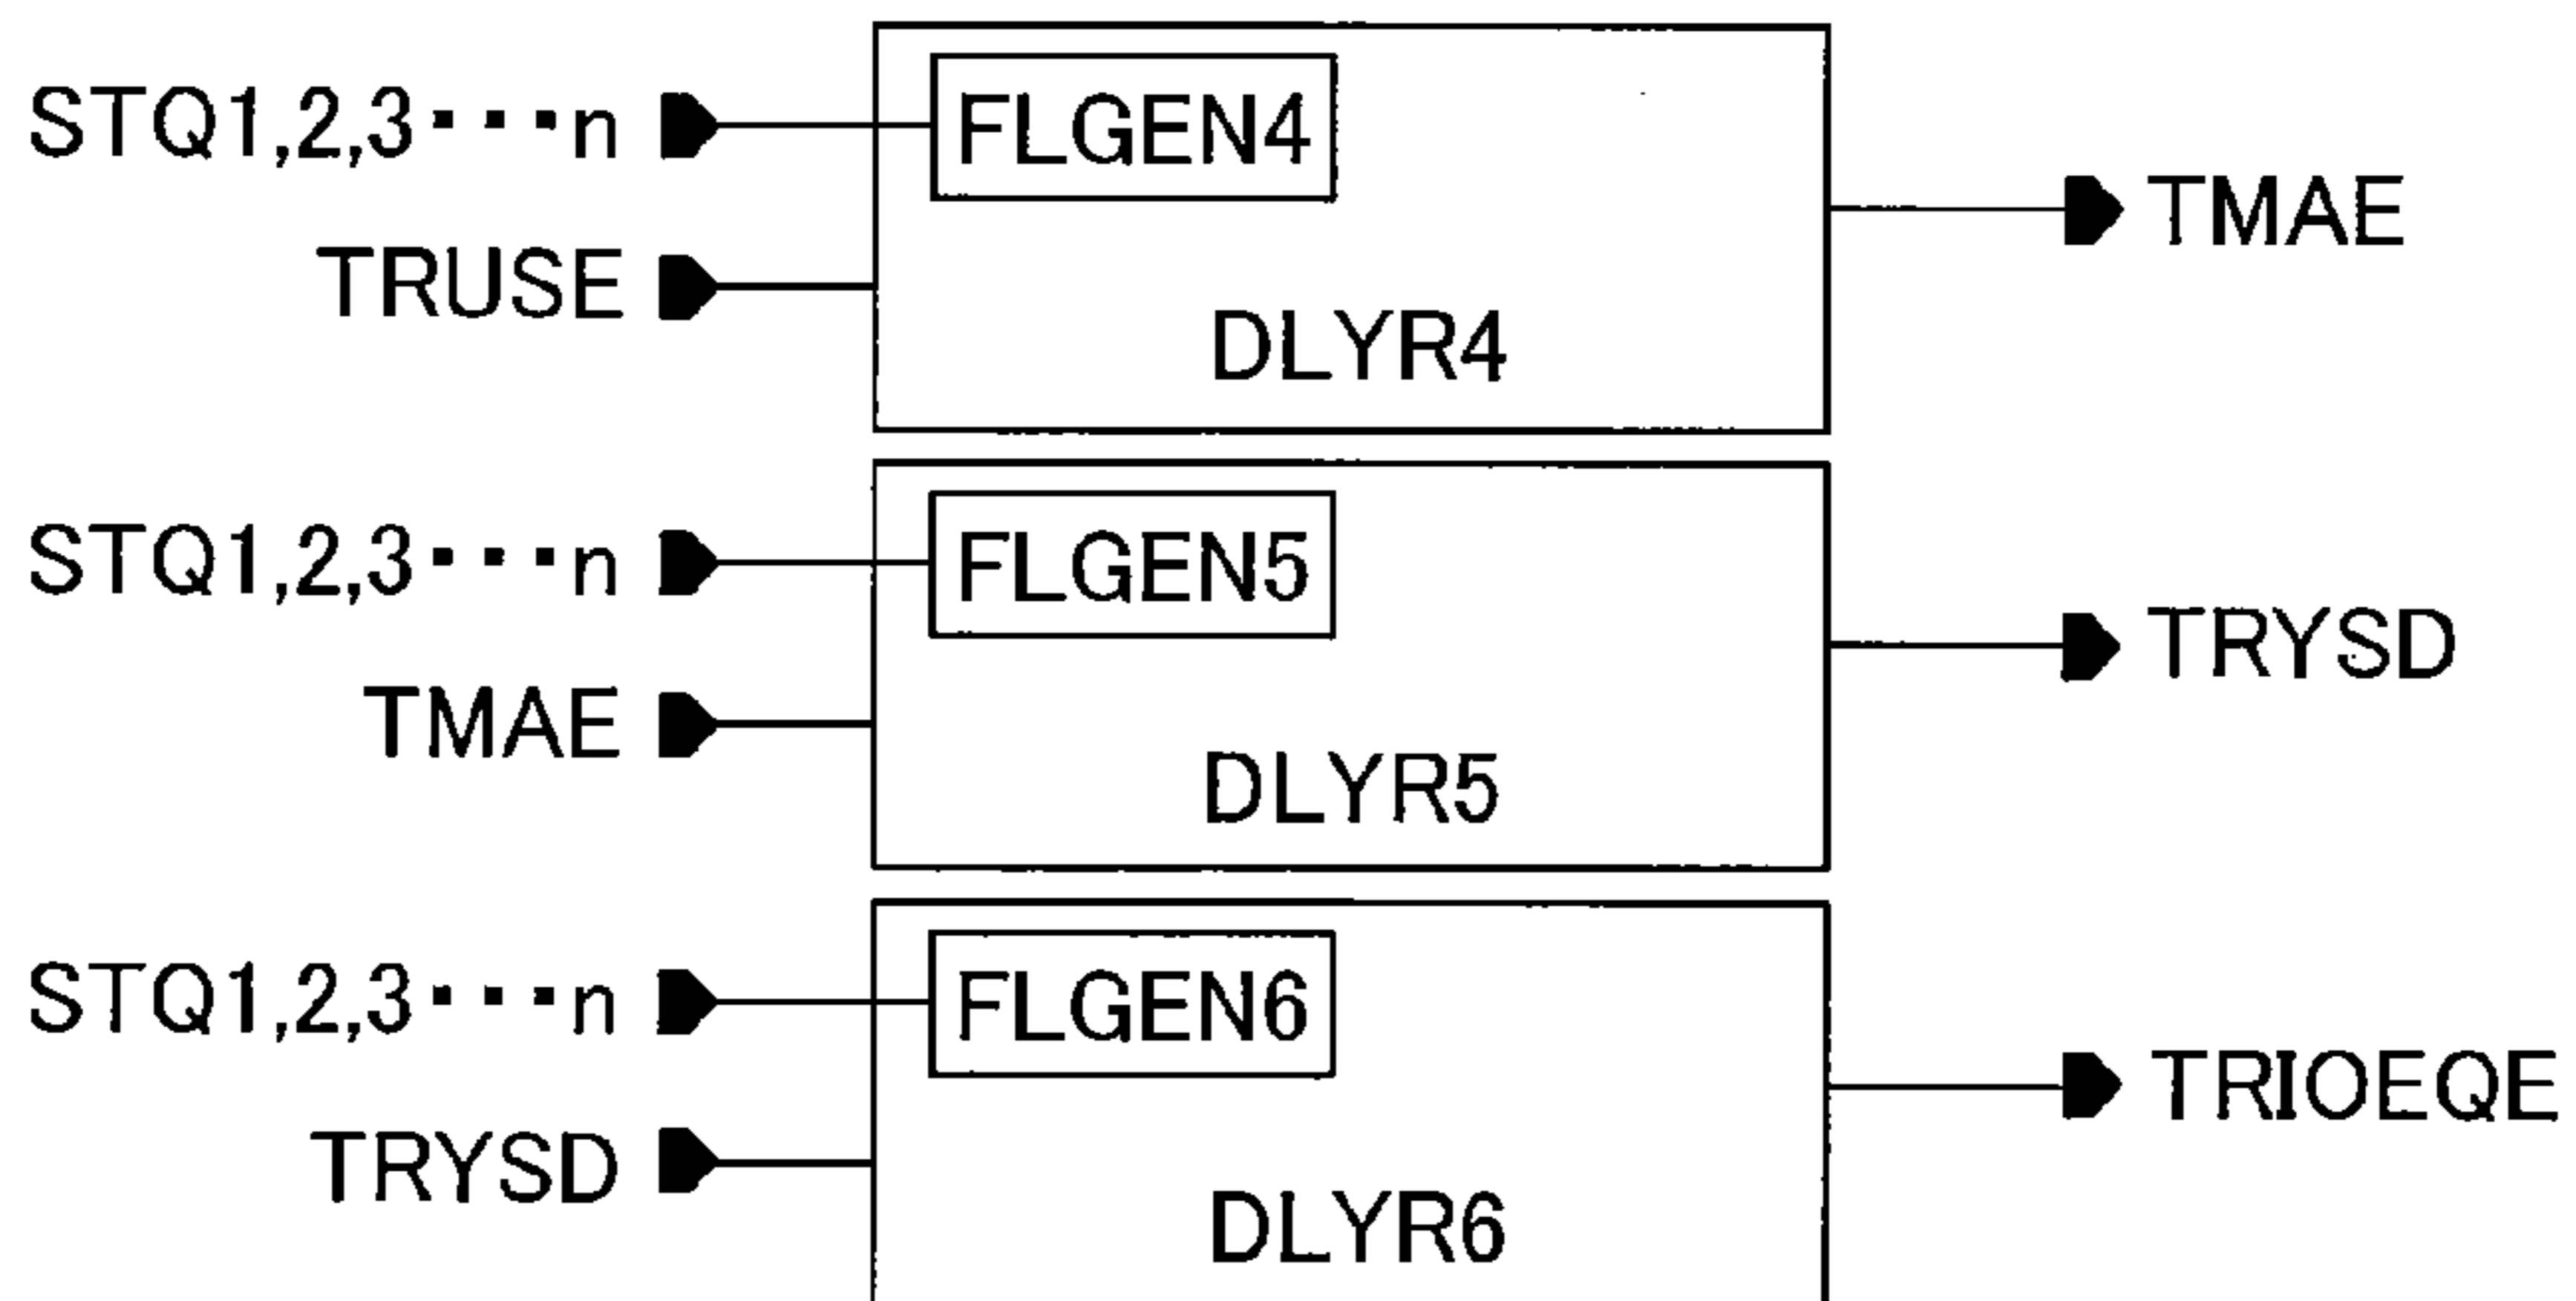 STQ1,2,3･･･n
FLGEN4
TMAE
TRUSE
DLYR4
STQ1,2,3･･･n
FLGEN5
TRYSD
TMAE
DLYR5
STQ1,2,3･･･n
FLGEN6
TRIOEQE
TRYSD
DLYR6